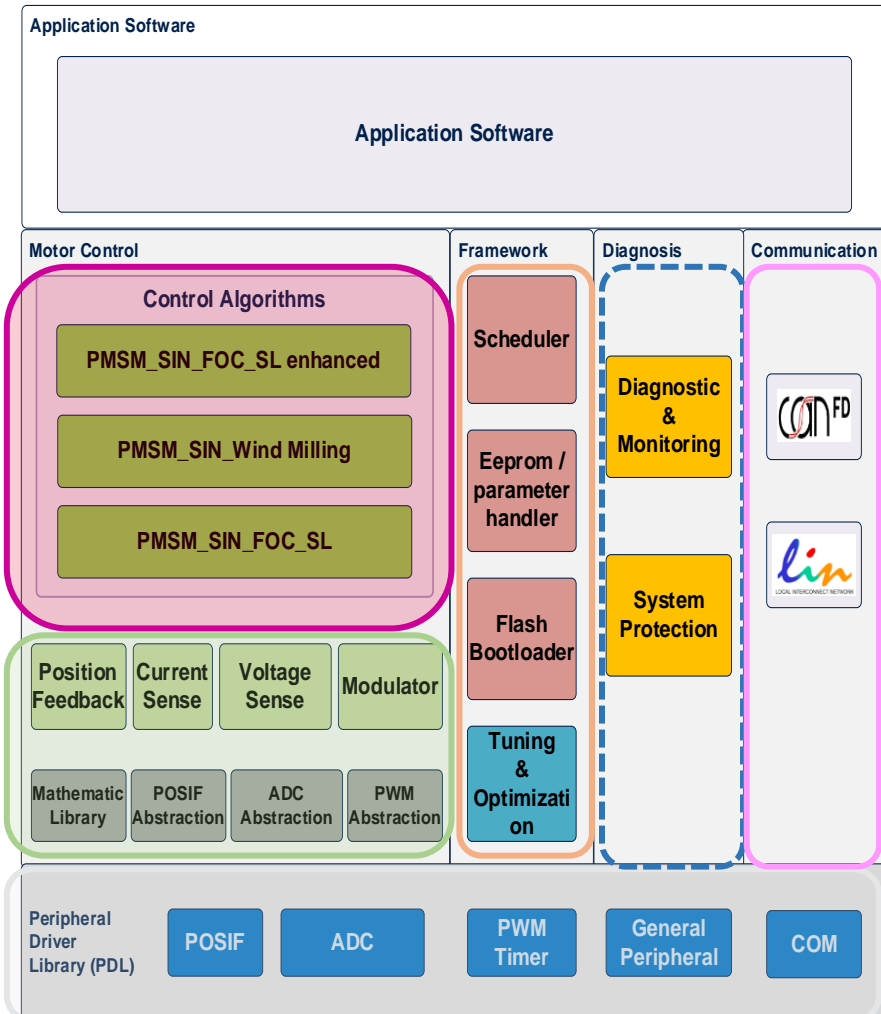 Application Software
Application Software
Motor Control
Control Algorithms
PMSM_SIN_FOC_SL enhanced
PMSM_SIN_Wind Milling
PMSM_SIN_FOC_SL
Position
Feedback
Current
Sense
Voltage
Sense
Modulator
Mathematic
Library
POSIF
Abstraction
ADC
Abstraction
PWM
Abstraction
Framework
Scheduler
Eeprom /
parameter
handler
Flash
Bootloader
Tuning
&
Optimizati
on
Diagnosis
Diagnostic
&
Monitoring
System
Protection
Communication
CAN FD
lin
LOCAL INTERCONNECT NETWORK
Peripheral
Driver
Library (PDL)
POSIF
ADC
PWM
Timer
General
Peripheral
COM